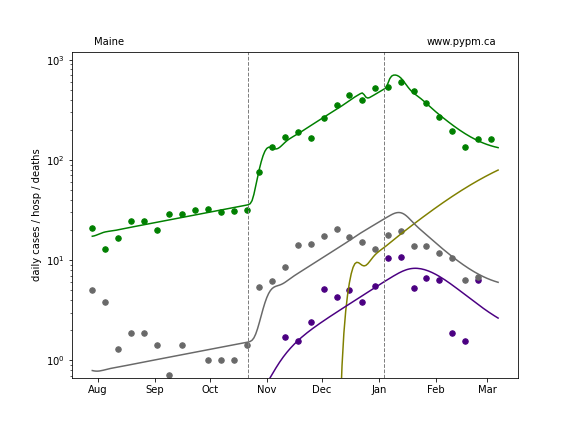 Maine www.pypm.ca
10³
10²
10¹
10⁰
daily cases / hosp / deaths
Aug Sep Oct Nov Dec Jan Feb Mar